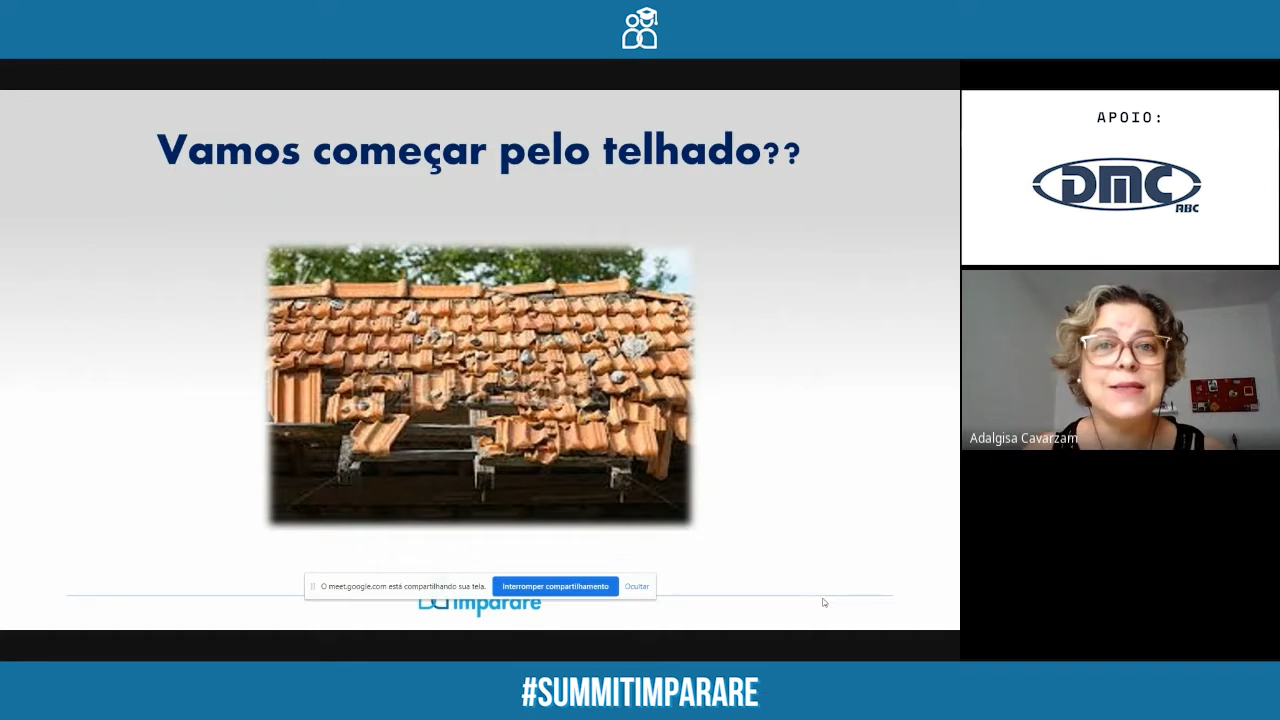 Vamos começar pelo telhado??
APOIO:
DMC
ABC
Adalgisa Cavarzam
O meet.google.com está compartilhando sua tela.
Interromper compartilhamento
Ocultar
imparare
#SUMMITIMPARARE